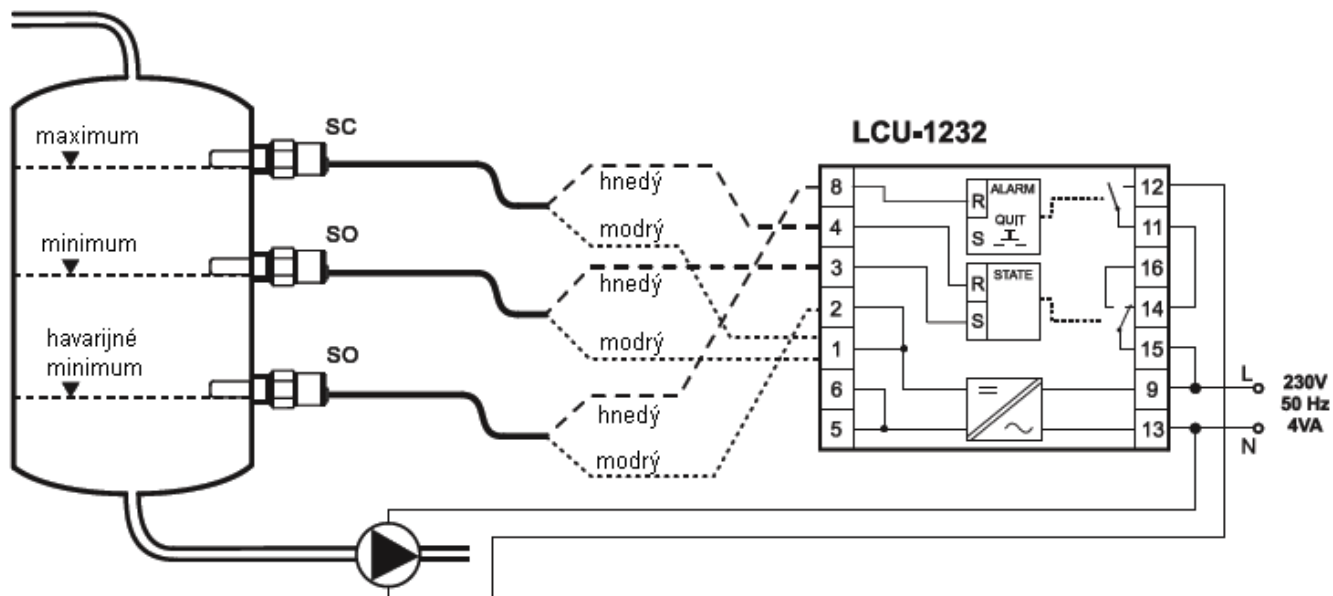 maximum
SC
hnedý
modrý
minimum
SO
hnedý
modrý
havarijné
minimum
SO
hnedý
modrý
LCU-1232
8
4
3
2
1
6
5
R
ALARM
QUIT
S
R
STATE
S
12
11
16
14
15
9
13
L
N
230V
50 Hz
4VA